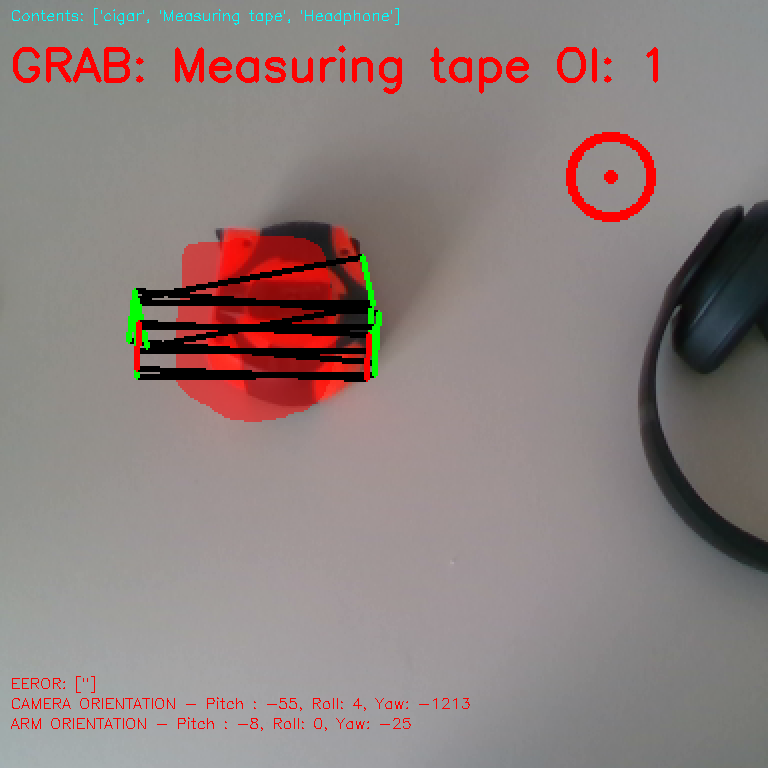 Contents: ['cigar', 'Measuring tape', 'Headphone']
GRAB: Measuring tape OI: 1
EEROR: ['']
CAMERA ORIENTATION - Pitch : -55, Roll: 4, Yaw: -1213
ARM ORIENTATION - Pitch : -8, Roll: 0, Yaw: -25